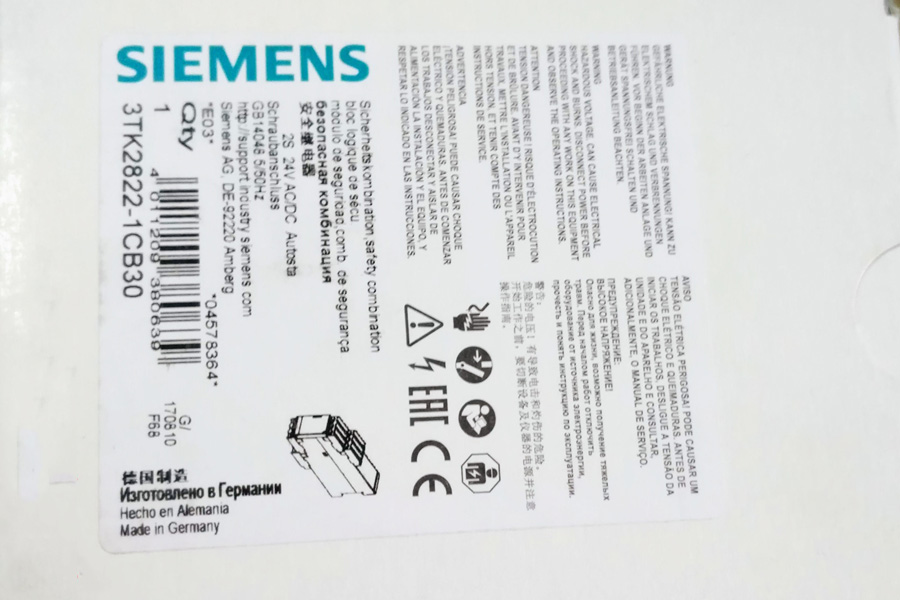 SIEMENS
Sicherheitskombination,safety combination
bloc logique de sécu
módulo de seguridad,comb. de segurança
безопасная комбинация
安全继电器
2S 24V AC/DC Autosta
Schraubanschluss
GB14048.5/50Hz
http://support.industry.siemens.com
Siemens AG, DE-92220 Amberg
*E03*
*04578364*
Qty
1
4 011209 380639
3TK2822-1CB30
G/
170810
F68
德国制造
Изготовлено в Германии
Hecho en Alemania
Made in Germany
WARNUNG
GEFÄHRLICHE ELEKTRISCHE SPANNUNG! KANN ZU
ELEKTRISCHEM SCHLAG UND VERBRENNUNGEN
FÜHREN. VOR BEGINN DER ARBEITEN ANLAGE UND
GERÄT SPANNUNGSFREI SCHALTEN UND
BETRIEBSANLEITUNG BEACHTEN.
WARNING
HAZARDOUS VOLTAGE. CAN CAUSE ELECTRICAL
SHOCK AND BURNS. DISCONNECT POWER BEFORE
PROCEEDING WITH ANY WORK ON THIS EQUIPMENT
AND OBSERVE THE OPERATING INSTRUCTIONS.
ATTENTION
TENSION DANGEREUSE! RISQUE D'ÉLECTROCUTION
ET DE BRÛLURE. AVANT D'Y INTERVENIR POUR
TRAVAUX, METTRE L'INSTALLATION OU L'APPAREIL
HORS TENSION, ET TENIR COMPTE DES
INSTRUCTIONS DE SERVICE.
ADVERTENCIA
¡TENSIÓN PELIGROSA! PUEDE CAUSAR CHOQUE
ELÉCTRICO Y QUEMADURAS. ANTES DE COMENZAR
LOS TRABAJOS DESCONECTAR Y AISLAR DE
ALIMENTACIÓN LA INSTALACIÓN Y EL EQUIPO, Y
RESPETAR LO INDICADO EN LAS INSTRUCCIONES.
AVISO
TENSÃO ELÉTRICA PERIGOSA! PODE CAUSAR UM
CHOQUE ELÉTRICO E QUEIMADURAS. ANTES DE
INICIAR OS TRABALHOS, DESLIGUE A TENSÃO DA
UNIDADE E DO APARELHO E CONSULTAR,
ADICIONALMENTE, O MANUAL DE SERVIÇO.
ПРЕДУПРЕЖДЕНИЕ:
ВЫСОКОЕ НАПРЯЖЕНИЕ!
Опасно для жизни, возможно получение тяжелых
травм. Перед началом работ отключить
оборудование от источника электроэнергии,
прочесть и понять инструкцию по эксплуатации.
警告:
危险的电压:有导致电击和灼伤的危险。
开始工作之前,要切断设备及仪器的电源并注意
操作指南。
EAC CE